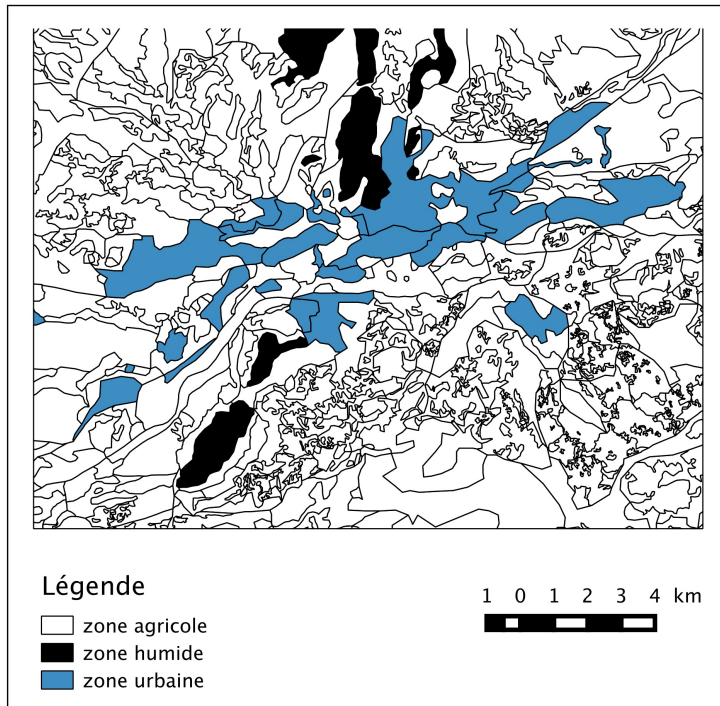 Légende
zone agricole
zone humide
zone urbaine
1 0 1 2 3 4 km